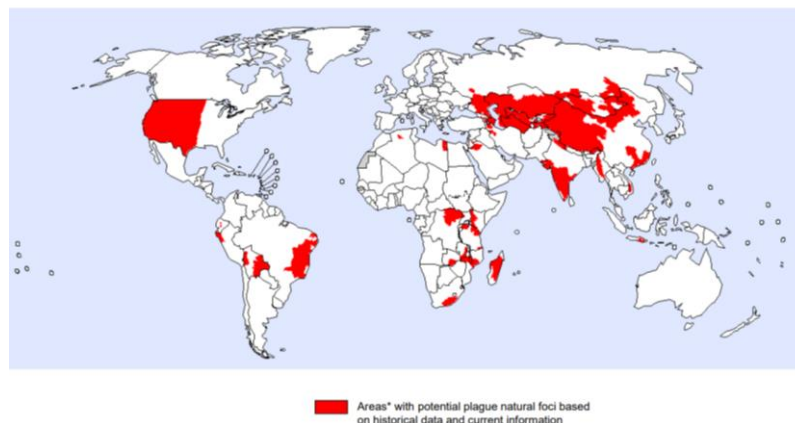 Areas* with potential plague natural foci based
on historical data and current information